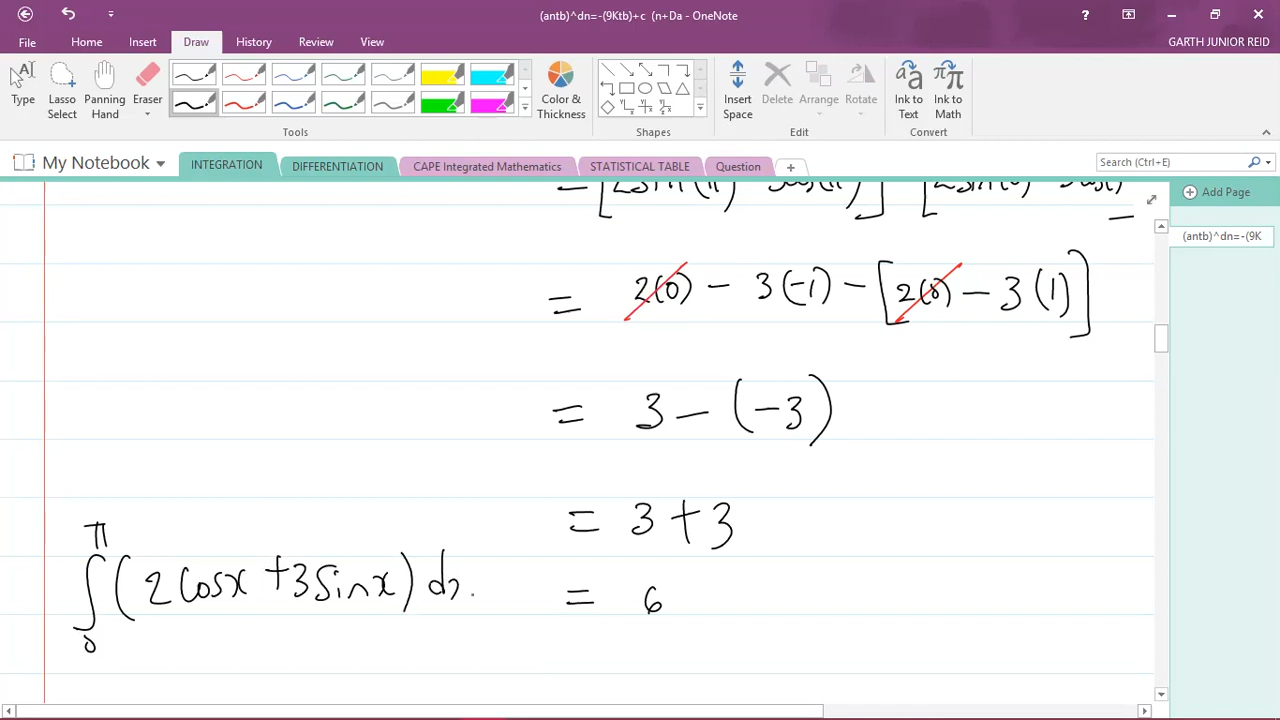 (antb)^dn=-(9Ktb)+c (n+Da - OneNote
File Home Insert Draw History Review View GARTH JUNIOR REID
Type Lasso Select Panning Hand Eraser Color & Thickness Insert Space Delete Arrange Rotate Ink to Text Ink to Math
Tools Shapes Edit Convert
My Notebook INTEGRATION DIFFERENTIATION CAPE Integrated Mathematics STATISTICAL TABLE Question Search (Ctrl+E)
Add Page
(antb)^dn=-(9K
= 2(0) - 3(-1) - [2(0) - 3(1)]
= 3 - (-3)
= 3 + 3
∫₀^π (2cosx + 3sinx) dx = 6